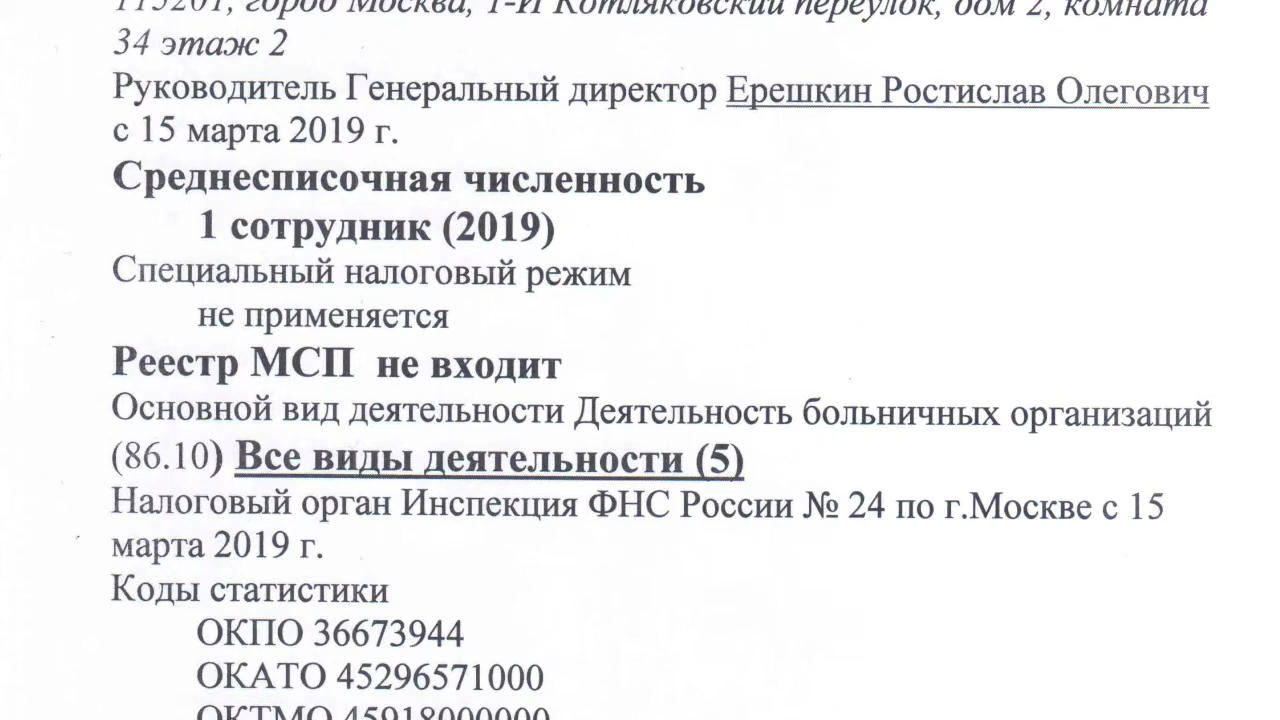 115201, город Москва, 1-й Котляковский переулок, дом 2, комната
34 этаж 2
Руководитель Генеральный директор Ерешкин Ростислав Олегович
с 15 марта 2019 г.
Среднесписочная численность
1 сотрудник (2019)
Специальный налоговый режим
не применяется
Реестр МСП не входит
Основной вид деятельности Деятельность больничных организаций
(86.10) Все виды деятельности (5)
Налоговый орган Инспекция ФНС России № 24 по г.Москве с 15
марта 2019 г.
Коды статистики
ОКПО 36673944
ОКАТО 45296571000
ОКТМО 45918000000